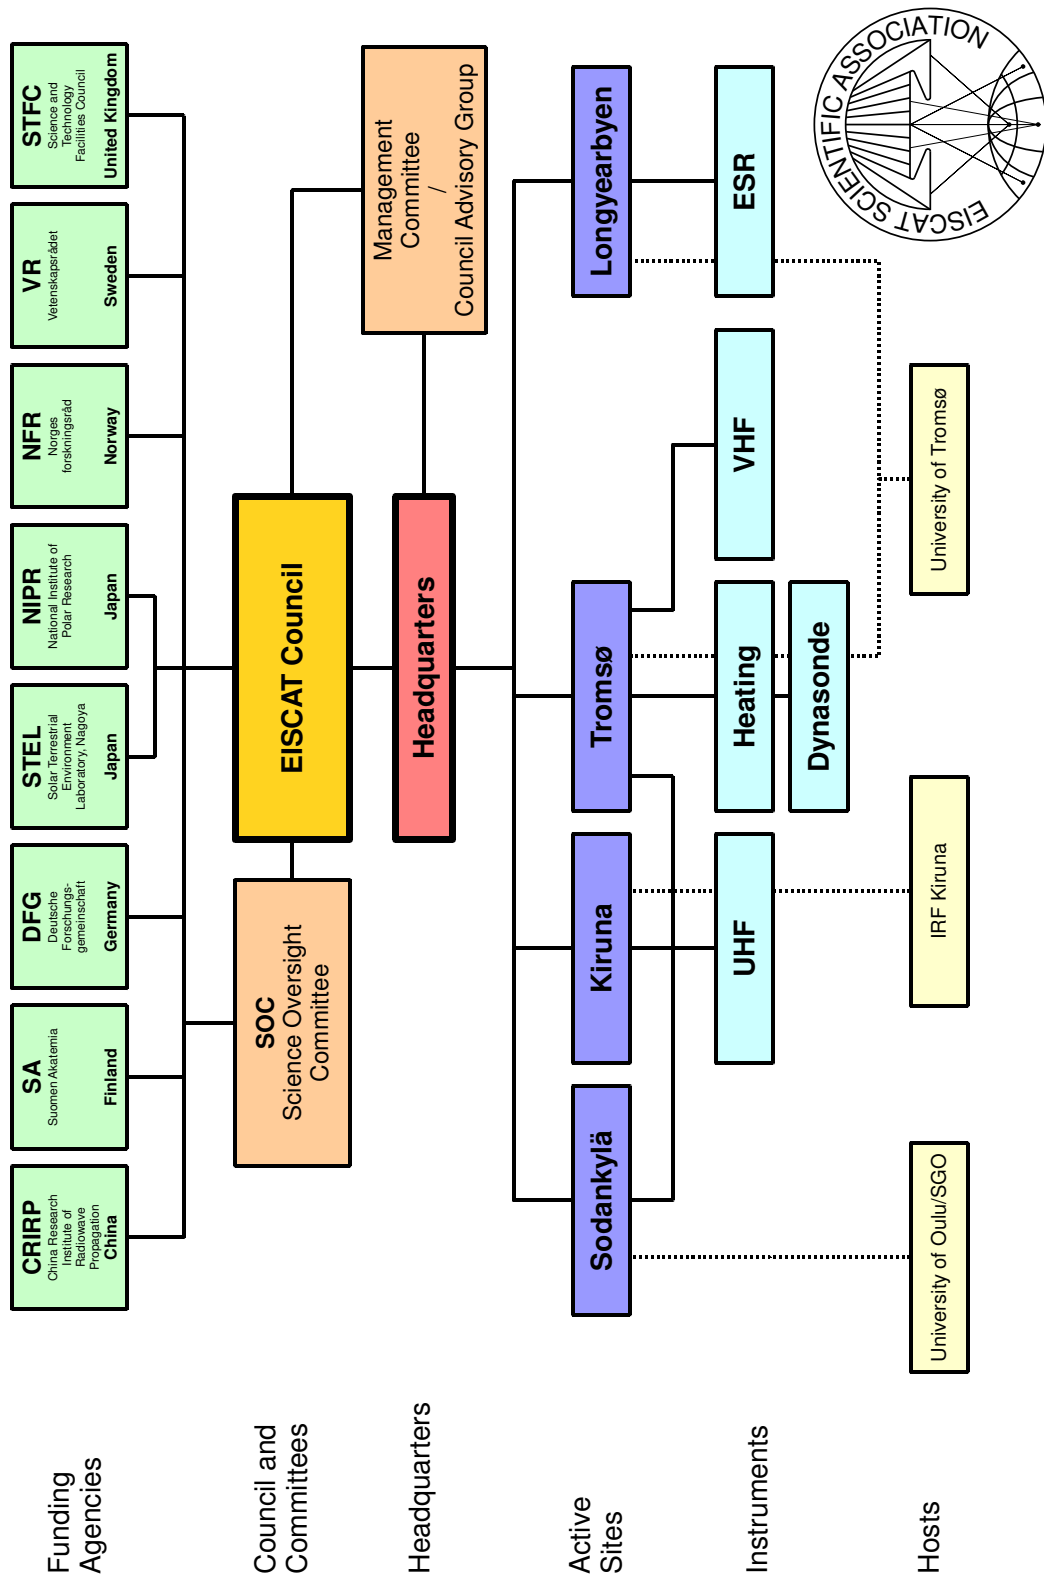 Funding
Agencies
CRIRP
China Research
Institute of
Radiowave
Propagation
China
SA
Suomen Akatemia
Finland
DFG
Deutsche
Forschungs-
gemeinschaft
Germany
STEL
Solar Terrestrial
Environment
Laboratory, Nagoya
Japan
NIPR
National Institute of
Polar Research
Japan
NFR
Norges
forskningsråd
Norway
VR
Vetenskapsrådet
Sweden
STFC
Science and
Technology
Facilities Council
United Kingdom
Council and
Committees
SOC
Science Oversight
Committee
EISCAT Council
Management
Committee
/
Council Advisory Group
Headquarters
Headquarters
Active
Sites
Sodankylä
Kiruna
Tromsø
Longyearbyen
Instruments
UHF
Heating
VHF
ESR
Dynasonde
Hosts
University of Oulu/SGO
IRF Kiruna
University of Tromsø
EISCAT SCIENTIFIC ASSOCIATION